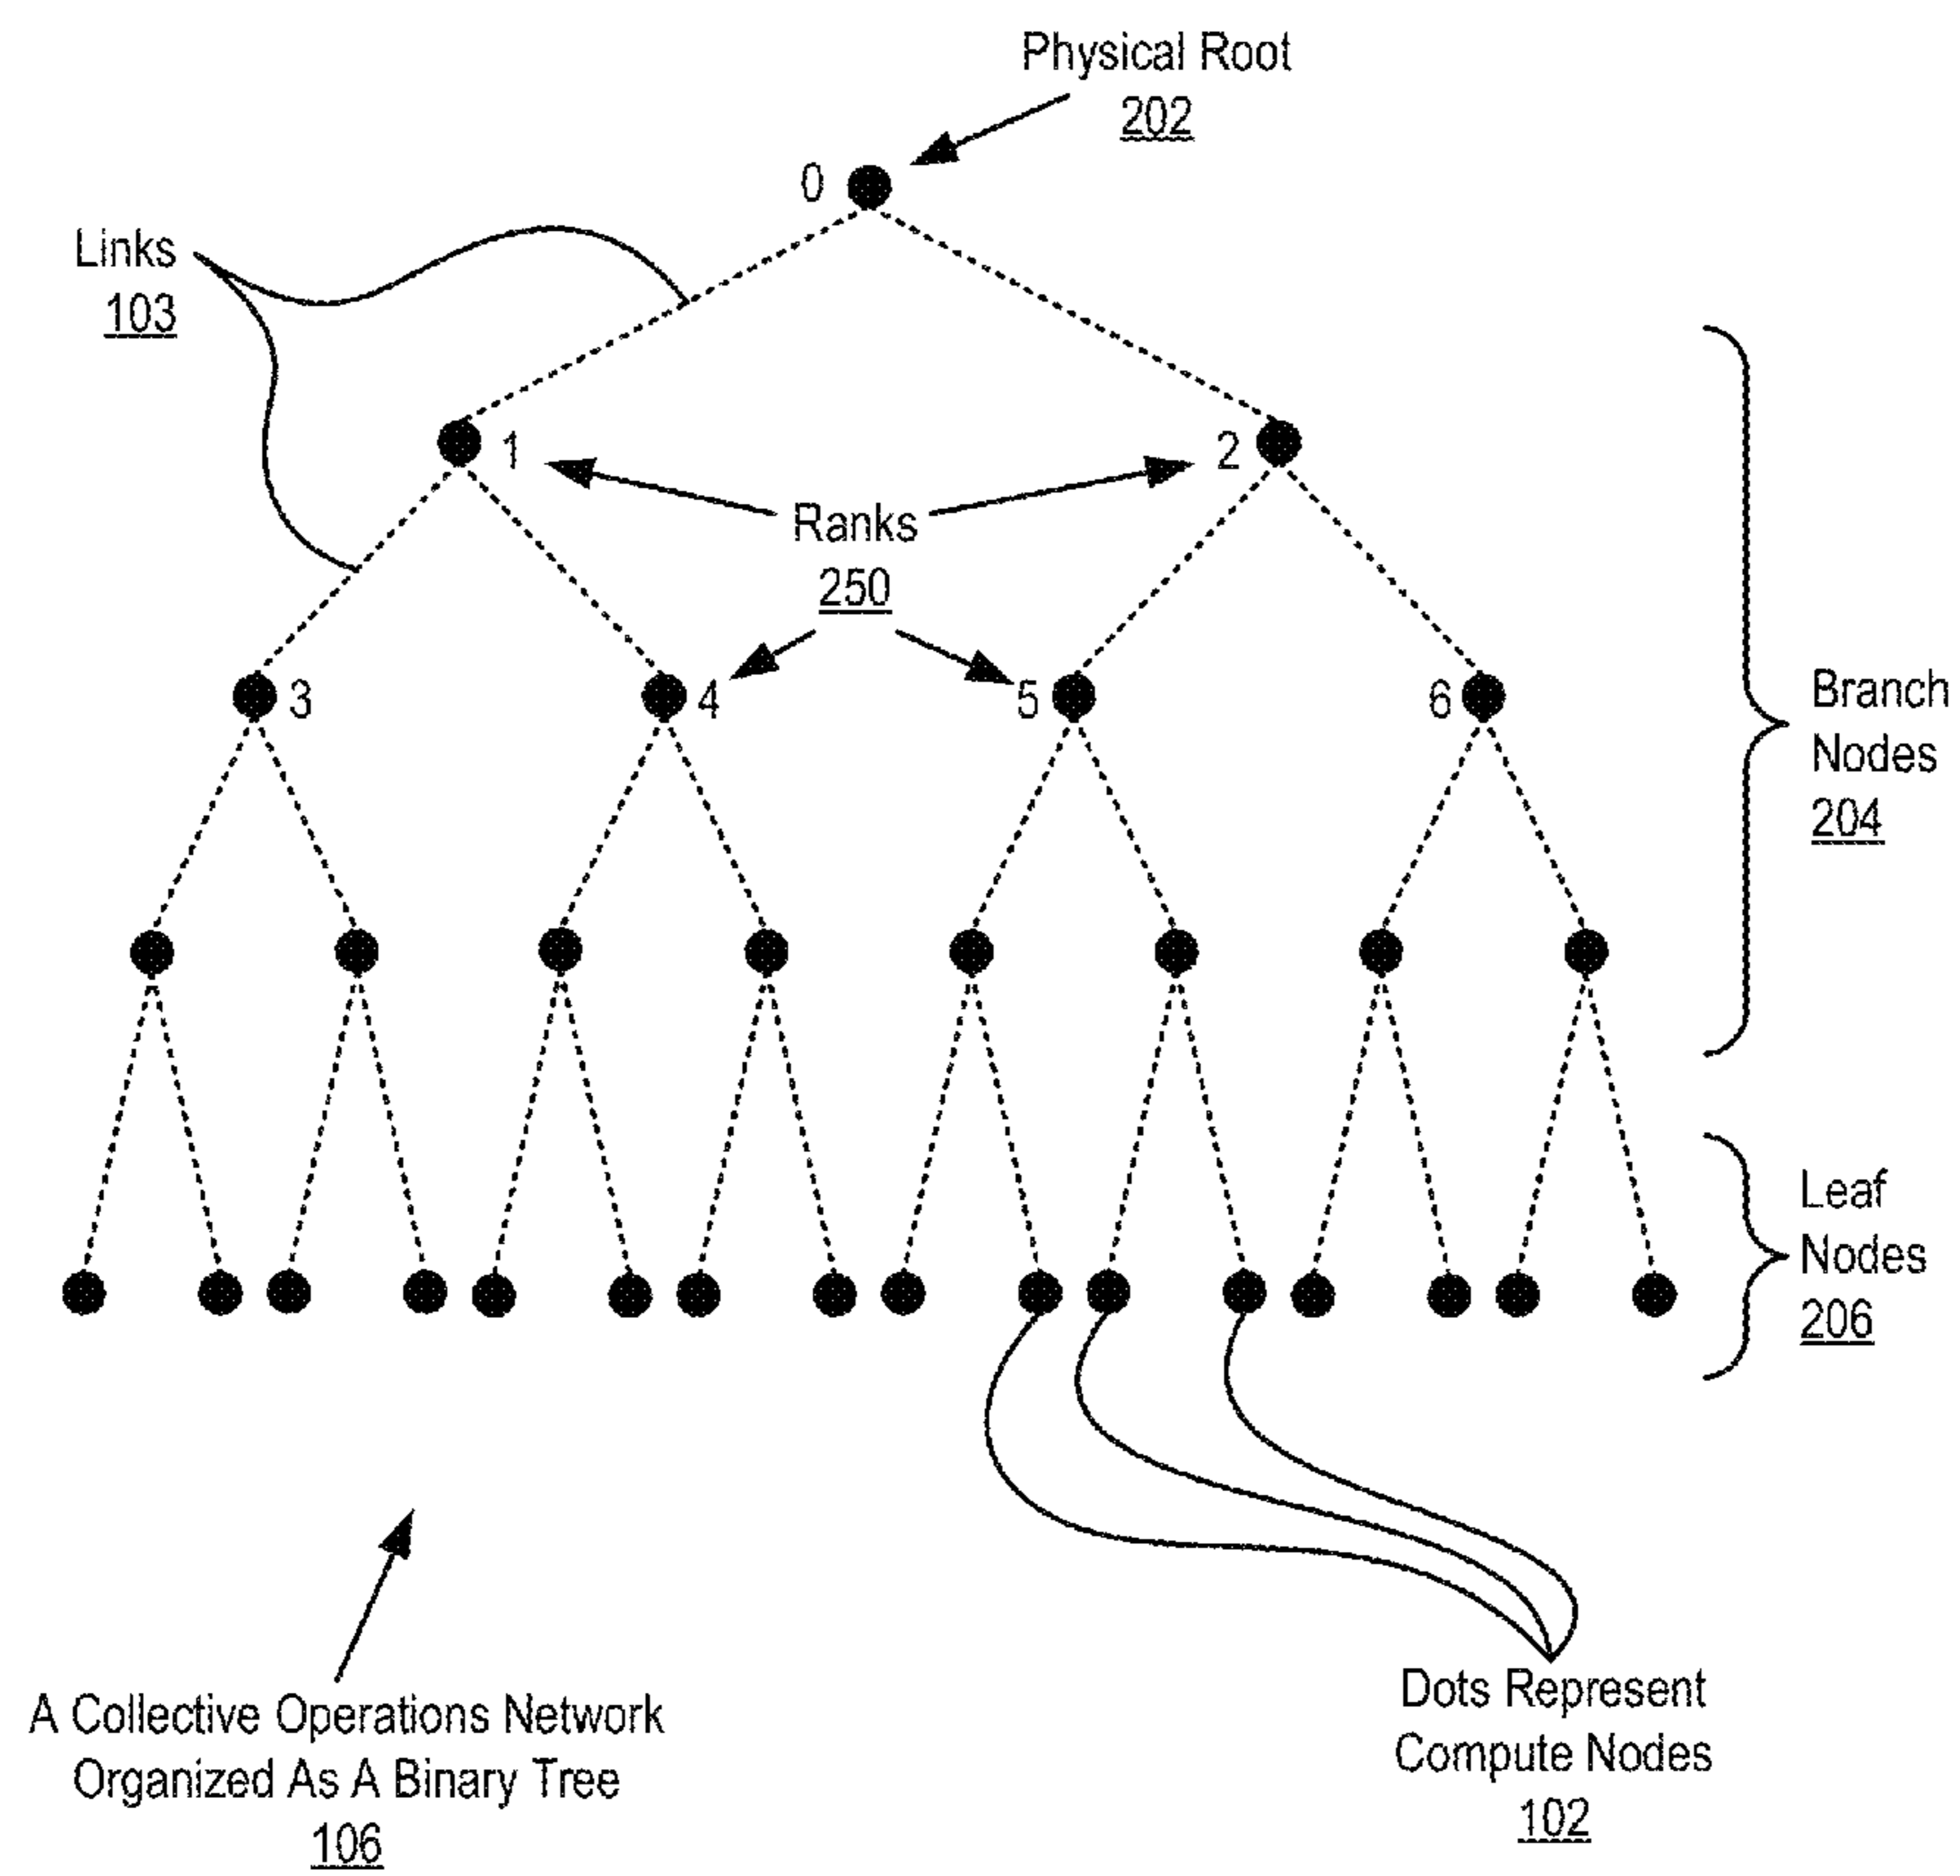 Physical Root
202
0
Links
103
1
2
Ranks
250
3
4
5
6
Branch
Nodes
204
Leaf
Nodes
206
A Collective Operations Network
Organized As A Binary Tree
106
Dots Represent
Compute Nodes
102